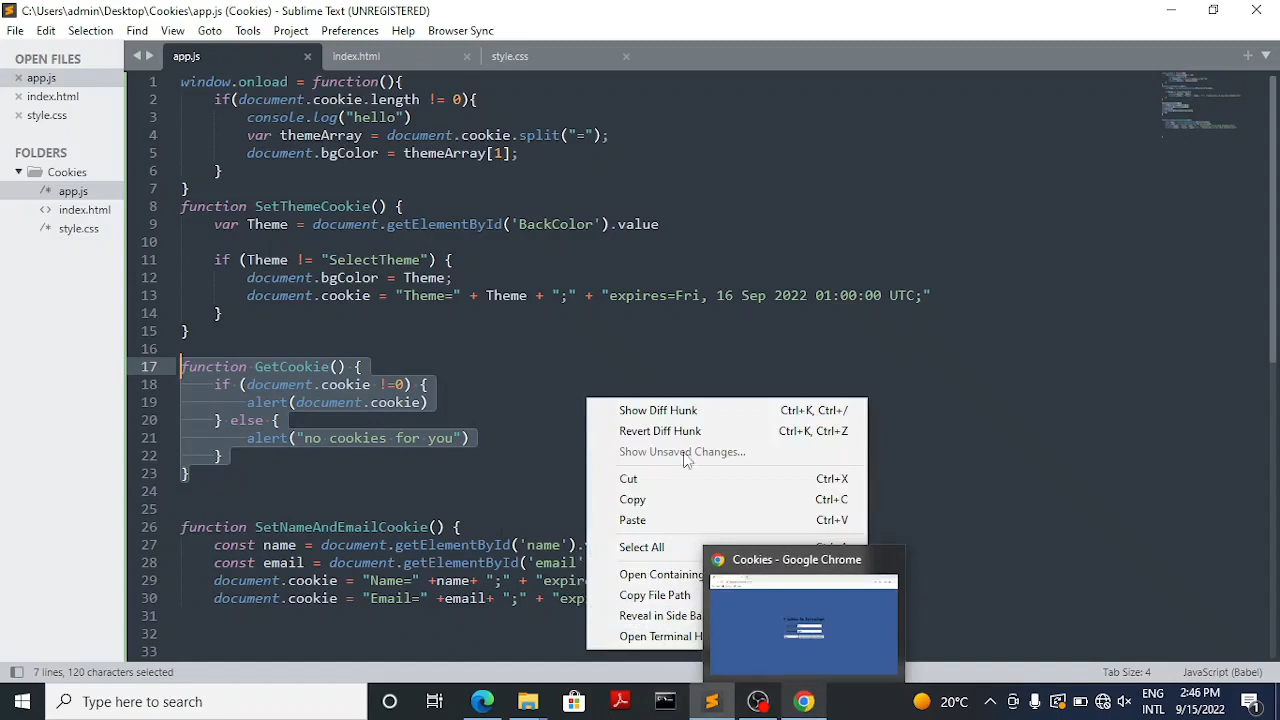 C:\Users\admin\Desktop\Cookies\app.js (Cookies) - Sublime Text (UNREGISTERED)
File Edit Selection Find View Goto Tools Project Preferences Help Browser Sync
OPEN FILES
app.js
index.html
style.css
FOLDERS
Cookies
/* app.js
<> index.html
/* style.css
app.js index.html style.css
1 window.onload = function(){
2 if(document.cookie.length != 0){
3 console.log("hello")
4 var themeArray = document.cookie.split("=");
5 document.bgColor = themeArray[1];
6 }
7 }
8 function SetThemeCookie() {
9 var Theme = document.getElementById('BackColor').value
10
11 if (Theme != "SelectTheme") {
12 document.bgColor = Theme;
13 document.cookie = "Theme=" + Theme + ";" + "expires=Fri, 16 Sep 2022 01:00:00 UTC;"
14 }
15 }
16
17 function GetCookie() {
18 if (document.cookie !=0) {
19 alert(document.cookie)
20 } else {
21 alert("no cookies for you")
22 }
23 }
24
25
26 function SetNameAndEmailCookie() {
27 const name = document.getElementById('name').
28 const email = document.getElementById('email'
29 document.cookie = "Name=" +name+ ";" + "expire
30 document.cookie = "Email=" +email+ ";" + "exp
31
32
33
Show Diff Hunk Ctrl+K, Ctrl+/
Revert Diff Hunk Ctrl+K, Ctrl+Z
Show Unsaved Changes...
Cut Ctrl+X
Copy Ctrl+C
Paste Ctrl+V
Select All
Open Containing
Copy File Path
Reveal in Side Ba
Open Terminal H
Cookies - Google Chrome
7 lines, 120 characters selected
Tab Size: 4 JavaScript (Babel)
Type here to search
20°C
ENG
INTL
2:46 PM
9/15/2022
1